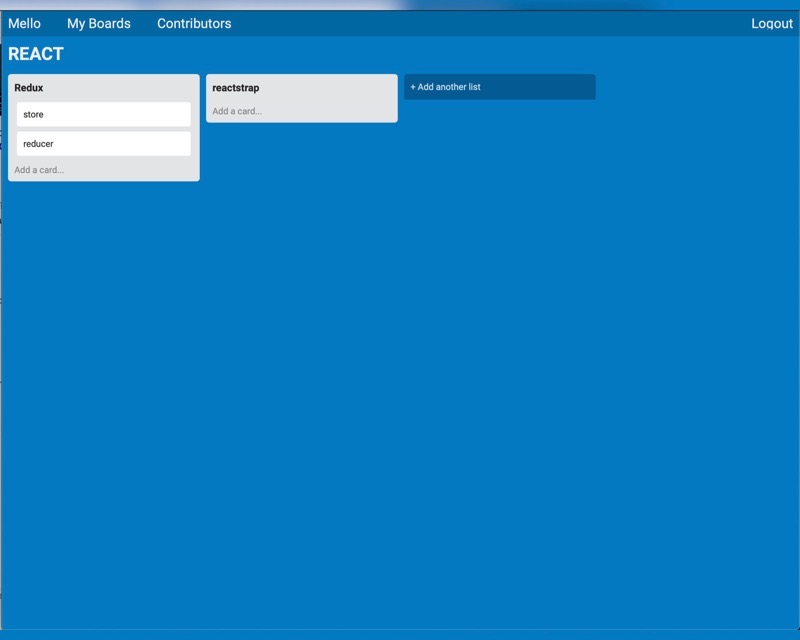 Mello My Boards Contributors Logout
REACT
Redux
store
reducer
Add a card...
reactstrap
Add a card...
+ Add another list